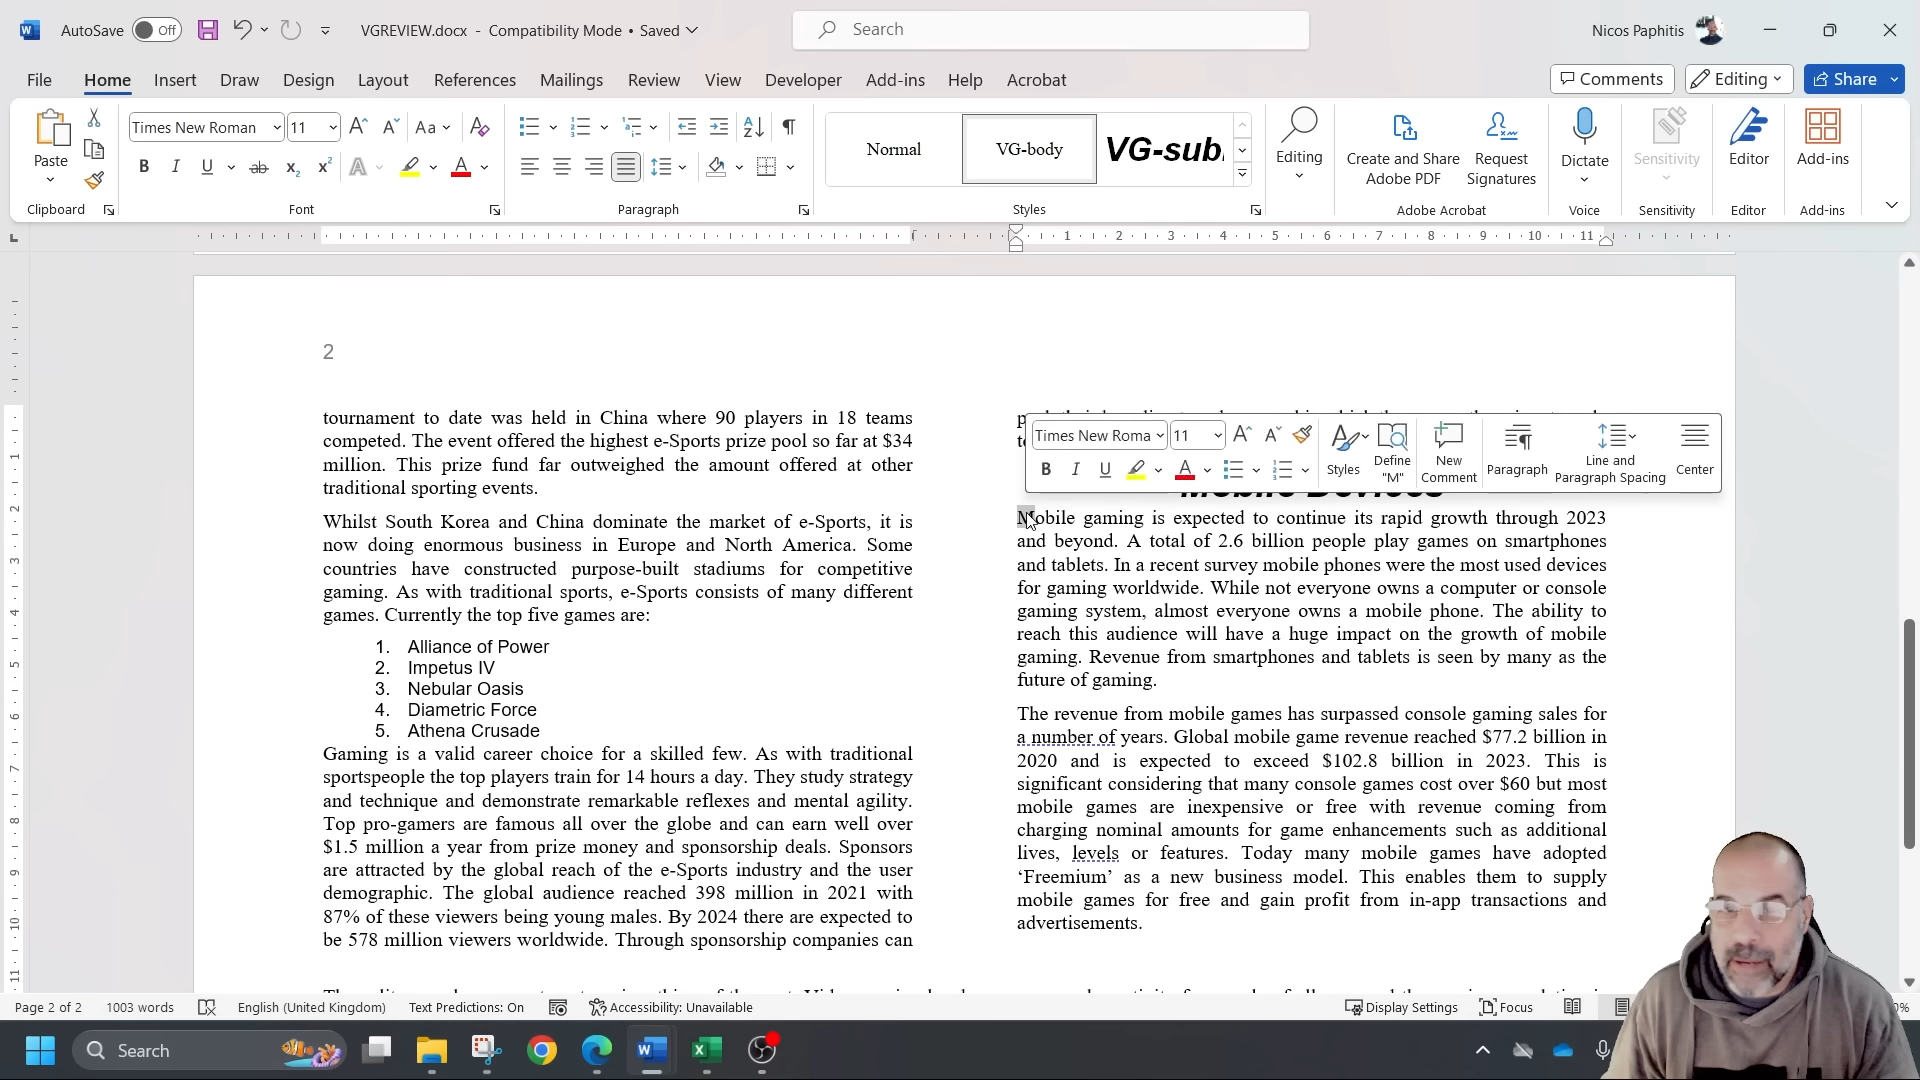 AutoSave Off VGREVIEW.docx - Compatibility Mode • Saved Search Nicos Paphitis
File Home Insert Draw Design Layout References Mailings Review View Developer Add-ins Help Acrobat Comments Editing Share
Paste Times New Roman 11 Aa Normal VG-body VG-sub Editing Create and Share Adobe PDF Request Signatures Dictate Sensitivity Editor Add-ins
Clipboard Font Paragraph Styles Adobe Acrobat Voice Sensitivity Editor Add-ins
1 2 3 4 5 6 7 8 9 10 11
2
tournament to date was held in China where 90 players in 18 teams
competed. The event offered the highest e-Sports prize pool so far at $34
million. This prize fund far outweighed the amount offered at other
traditional sporting events.
Whilst South Korea and China dominate the market of e-Sports, it is
now doing enormous business in Europe and North America. Some
countries have constructed purpose-built stadiums for competitive
gaming. As with traditional sports, e-Sports consists of many different
games. Currently the top five games are:
1. Alliance of Power
2. Impetus IV
3. Nebular Oasis
4. Diametric Force
5. Athena Crusade
Gaming is a valid career choice for a skilled few. As with traditional
sportspeople the top players train for 14 hours a day. They study strategy
and technique and demonstrate remarkable reflexes and mental agility.
Top pro-gamers are famous all over the globe and can earn well over
$1.5 million a year from prize money and sponsorship deals. Sponsors
are attracted by the global reach of the e-Sports industry and the user
demographic. The global audience reached 398 million in 2021 with
87% of these viewers being young males. By 2024 there are expected to
be 578 million viewers worldwide. Through sponsorship companies can
Times New Roma 11 Styles Define "M" New Comment Paragraph Line and Paragraph Spacing Center
Mobile Devices
Mobile gaming is expected to continue its rapid growth through 2023
and beyond. A total of 2.6 billion people play games on smartphones
and tablets. In a recent survey mobile phones were the most used devices
for gaming worldwide. While not everyone owns a computer or console
gaming system, almost everyone owns a mobile phone. The ability to
reach this audience will have a huge impact on the growth of mobile
gaming. Revenue from smartphones and tablets is seen by many as the
future of gaming.
The revenue from mobile games has surpassed console gaming sales for
a number of years. Global mobile game revenue reached $77.2 billion in
2020 and is expected to exceed $102.8 billion in 2023. This is
significant considering that many console games cost over $60 but most
mobile games are inexpensive or free with revenue coming from
charging nominal amounts for game enhancements such as additional
lives, levels or features. Today many mobile games have adopted
‘Freemium’ as a new business model. This enables them to supply
mobile games for free and gain profit from in-app transactions and
advertisements.
Page 2 of 2 1003 words English (United Kingdom) Text Predictions: On Accessibility: Unavailable Display Settings Focus
Search